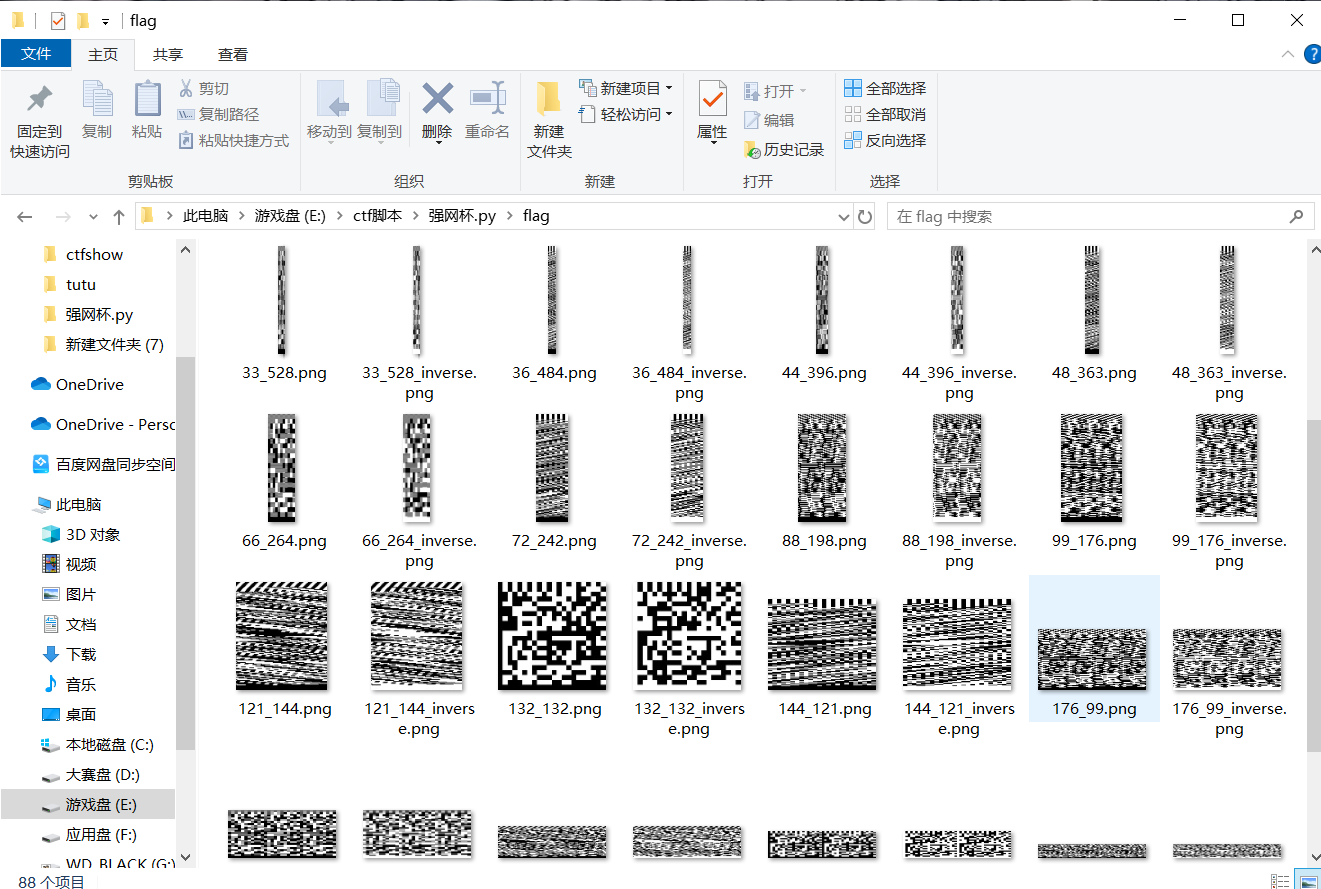 flag
文件 主页 共享 查看
固定到
快速访问
复制
粘贴
剪切
复制路径
粘贴快捷方式
剪贴板
移动到
复制到
删除
重命名
组织
新建
文件夹
新建项目
轻松访问
新建
属性
打开
编辑
历史记录
打开
全部选择
全部取消
反向选择
选择
此电脑 > 游戏盘 (E:) > ctf脚本 > 强网杯.py > flag
在 flag 中搜索
ctfshow
tutu
强网杯.py
新建文件夹 (7)
OneDrive
OneDrive - Persc
百度网盘同步空间
此电脑
3D 对象
视频
图片
文档
下载
音乐
桌面
本地磁盘 (C:)
大赛盘 (D:)
游戏盘 (E:)
应用盘 (F:)
WD_BLACK (G:)
33_528.png
33_528_inverse.
png
36_484.png
36_484_inverse.
png
44_396.png
44_396_inverse.
png
48_363.png
48_363_inverse.
png
66_264.png
66_264_inverse.
png
72_242.png
72_242_inverse.
png
88_198.png
88_198_inverse.
png
99_176.png
99_176_inverse.
png
121_144.png
121_144_invers
e.png
132_132.png
132_132_invers
e.png
144_121.png
144_121_invers
e.png
176_99.png
176_99_inverse.
png
88 个项目